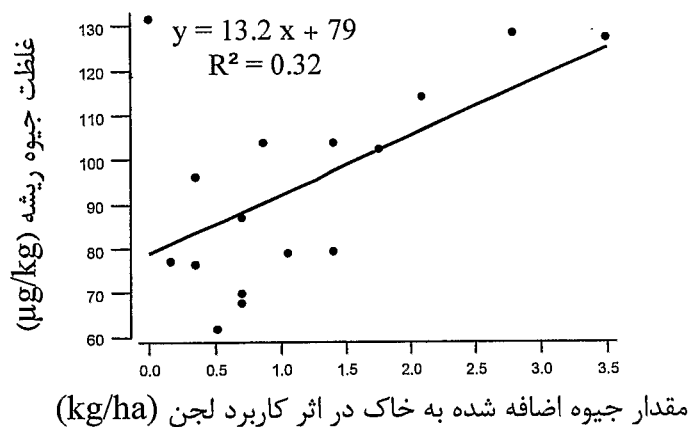 y = 13.2 x + 79
R² = 0.32
غلظت جیوه ریشه (µg/kg)
130
120
110
100
90
80
70
60
0.0 0.5 1.0 1.5 2.0 2.5 3.0 3.5
مقدار جیوه اضافه شده به خاک در اثر کاربرد لجن (kg/ha)